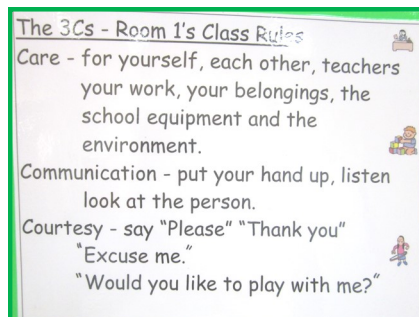 The 3Cs - Room 1's Class Rules
Care - for yourself, each other, teachers
your work, your belongings, the
school equipment and the
environment.
Communication - put your hand up, listen
look at the person.
Courtesy - say "Please" "Thank you"
"Excuse me."
"Would you like to play with me?"